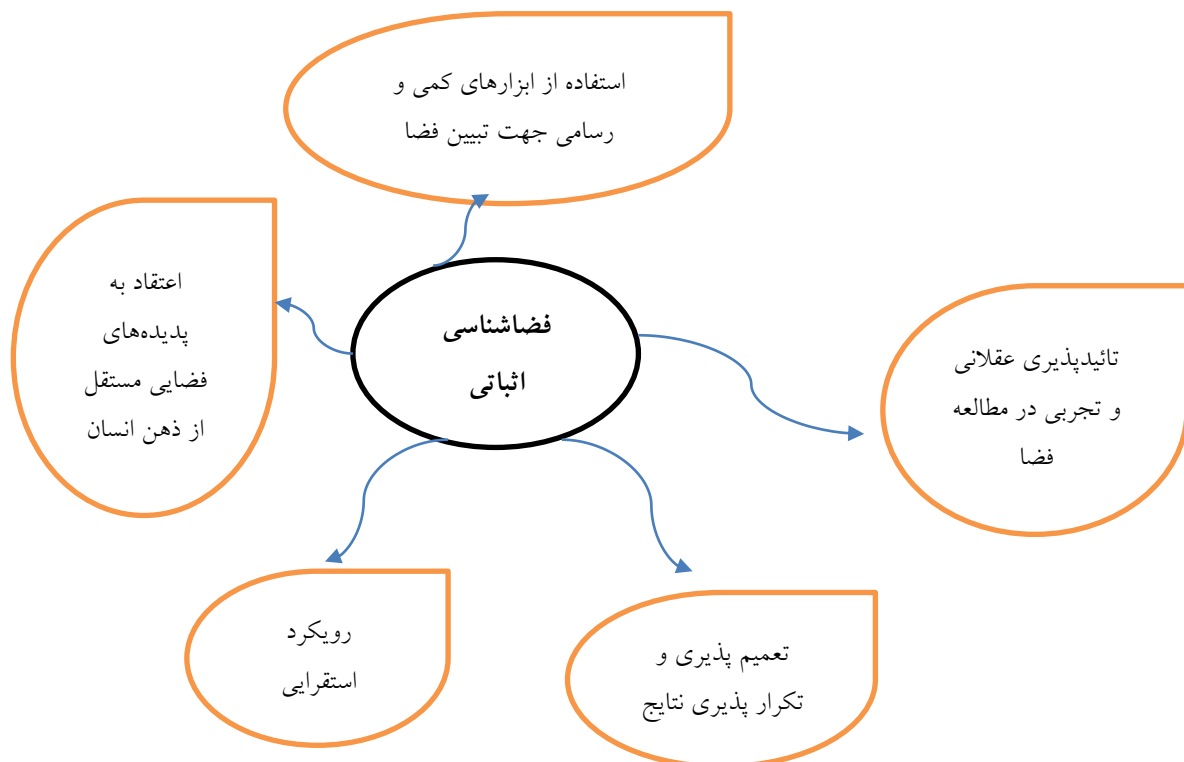 استفاده از ابزارهای کمی و
رسامی جهت تبیین فضا
اعتقاد به
پدیده‌های
فضایی مستقل
از ذهن انسان
فضاشناسی
اثباتی
تائیدپذیری عقلانی
و تجربی در مطالعه
فضا
رویکرد
استقرایی
تعمیم پذیری و
تکرار پذیری نتایج